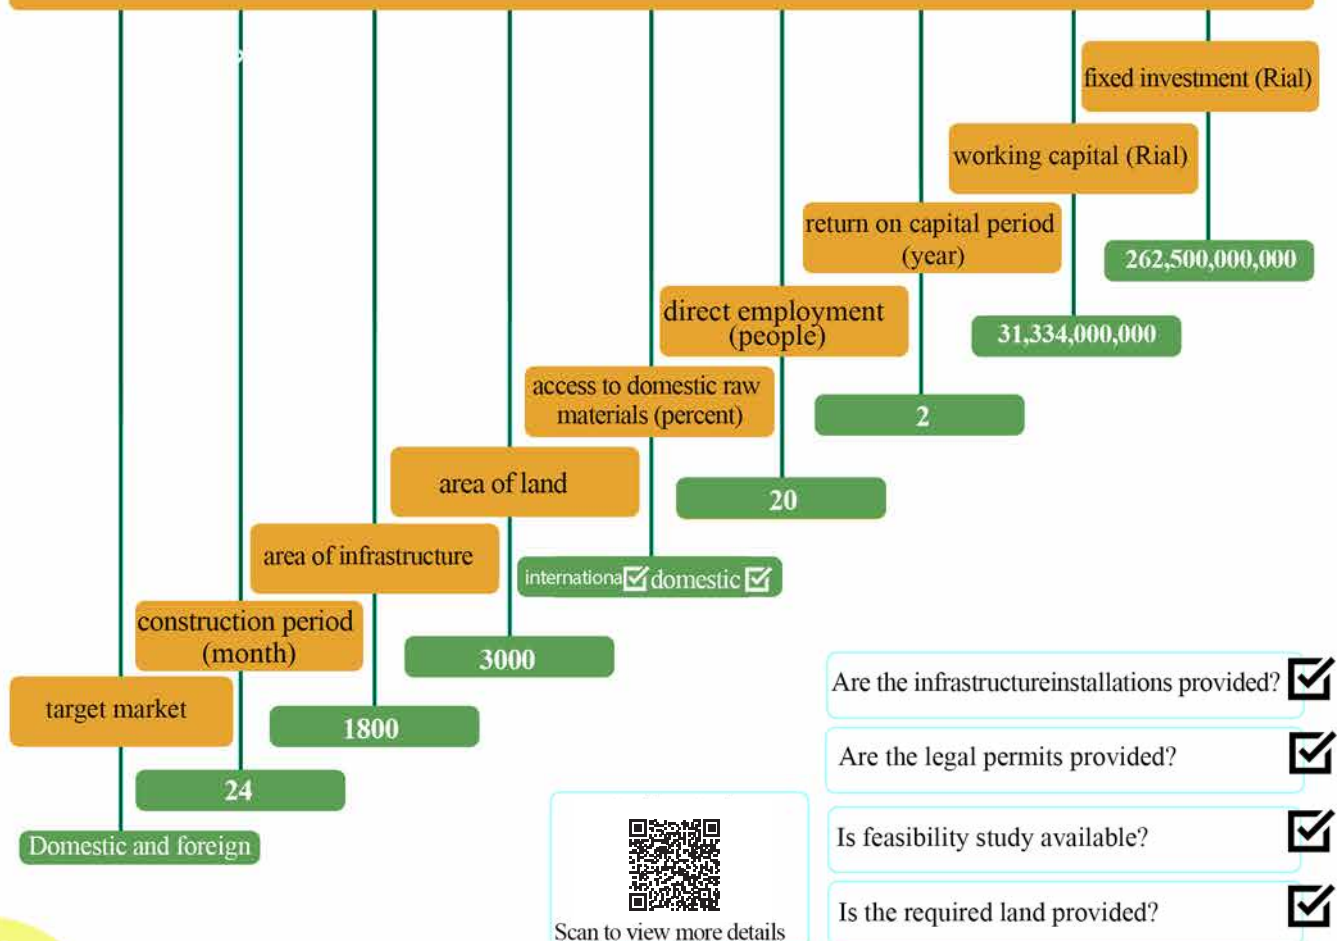 fixed investment (Rial)
262,500,000,000
working capital (Rial)
31,334,000,000
return on capital period
(year)
2
direct employment
(people)
20
access to domestic raw
materials (percent)
internationa domestic
area of land
3000
area of infrastructure
1800
construction period
(month)
24
target market
Domestic and foreign
Are the infrastructureinstallations provided?
Are the legal permits provided?
Is feasibility study available?
Is the required land provided?
Scan to view more details